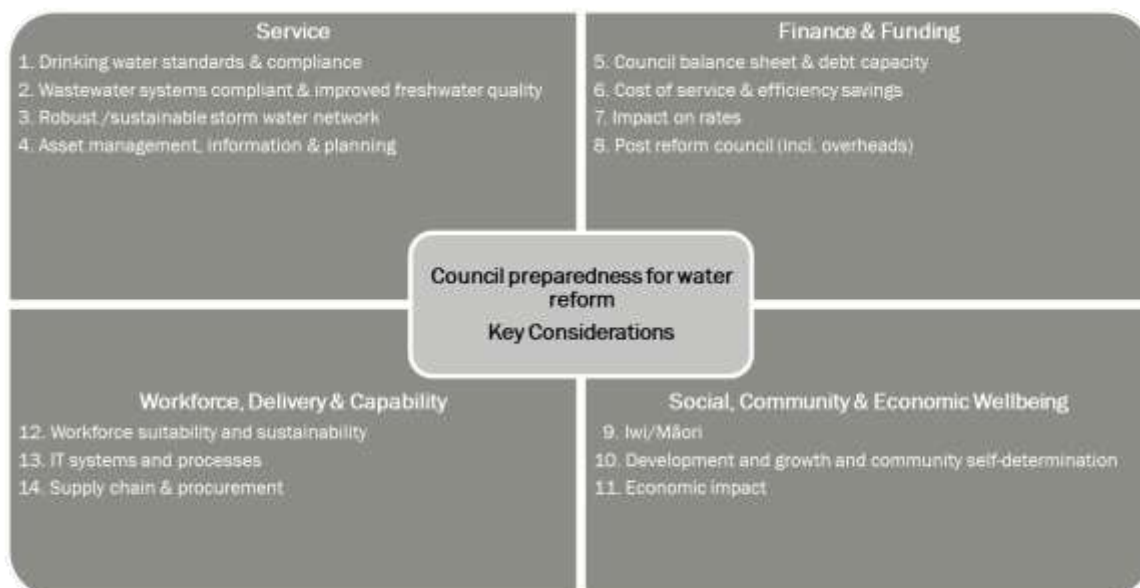 Service
1. Drinking water standards & compliance
2. Wastewater systems compliant & improved freshwater quality
3. Robust /sustainable storm water network
4. Asset management, information & planning
Finance & Funding
5. Council balance sheet & debt capacity
6. Cost of service & efficiency savings
7. Impact on rates
8. Post reform council (incl. overheads)
Council preparedness for water
reform
Key Considerations
Workforce, Delivery & Capability
12. Workforce suitability and sustainability
13. IT systems and processes
14. Supply chain & procurement
Social, Community & Economic Wellbeing
9. Iwi/Māori
10. Development and growth and community self-determination
11. Economic impact